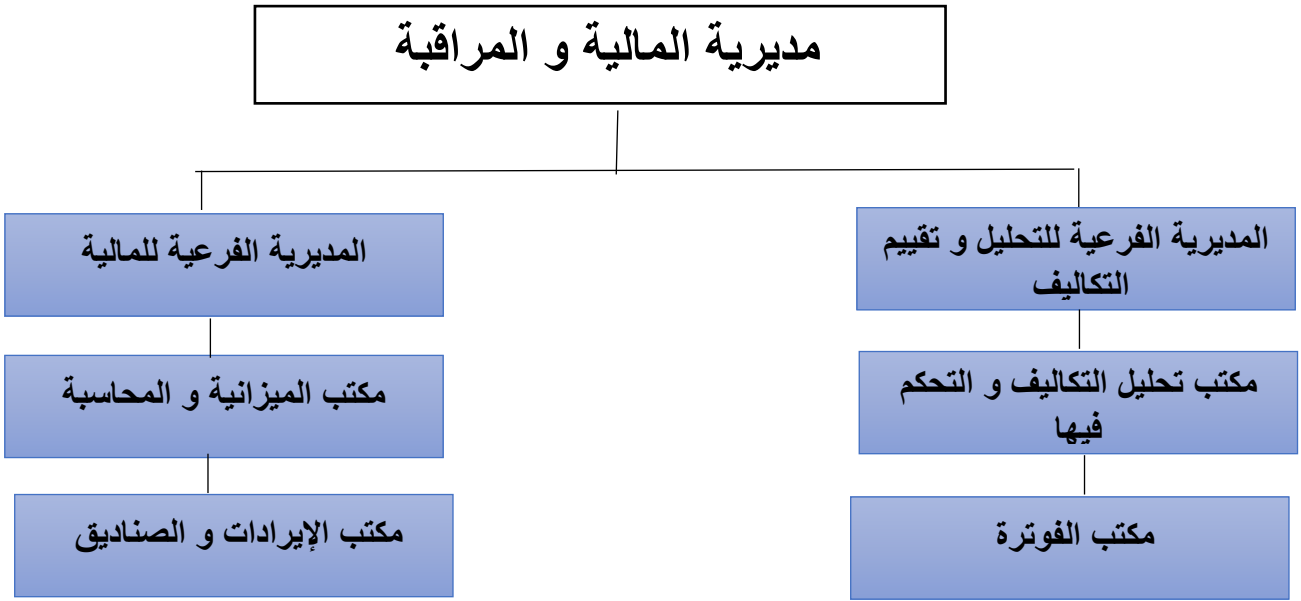 مديرية المالية و المراقبة
المديرية الفرعية للتحليل و تقييم
التكاليف
المديرية الفرعية للمالية
مكتب تحليل التكاليف و التحكم
فيها
مكتب الميزانية و المحاسبة
مكتب الفوترة
مكتب الإيرادات و الصناديق